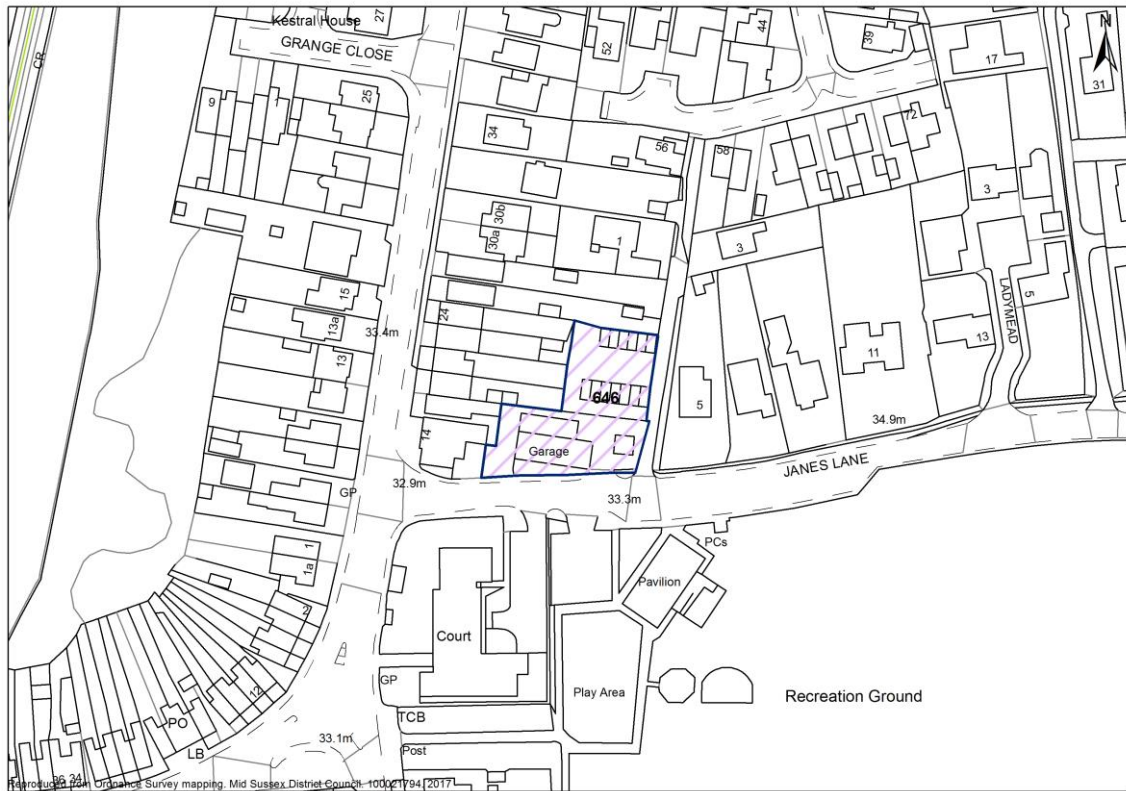 Kestral House
27
GRANGE CLOSE
52
44
39
17
N
31
CR
9
1
25
34
56
58
72
3
30b
30a
1
3
15
13a
33.4m
24
13
5
LADYMEAD
13
11
646
5
34.9m
14
Garage
JANES LANE
GP
32.9m
33.3m
PCs
1
1a
2
Pavilion
Court
12
GP
Play Area
Recreation Ground
PO
TCB
LB
33.1m
Post
36 34
Reproduced from Ordnance Survey mapping. Mid Sussex District Council. 100021794, 2017